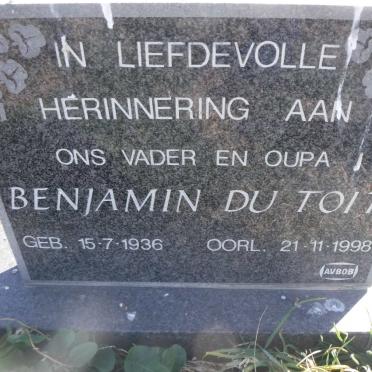 IN LIEFDEVOLLE
HERINNERING AAN
ONS VADER EN OUPA
BENJAMIN DU TOIT
GEB. 15·7·1936 OORL. 21·11·1998
AVBOB